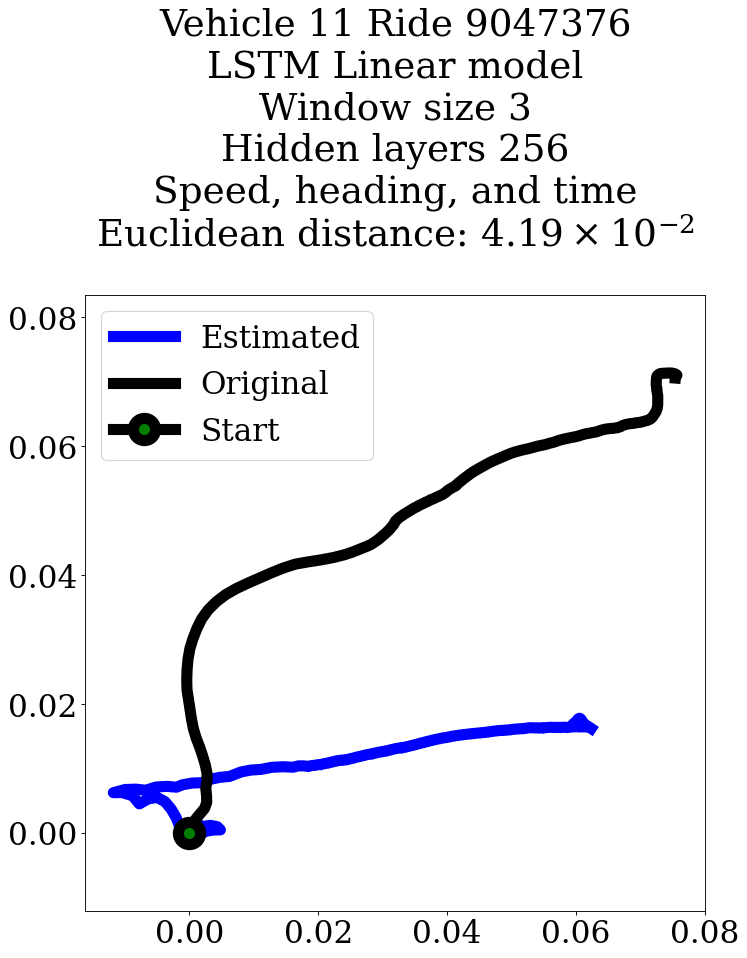 Vehicle 11 Ride 9047376
LSTM Linear model
Window size 3
Hidden layers 256
Speed, heading, and time
Euclidean distance: 4.19 × 10⁻²
Estimated
Original
Start
0.08
0.06
0.04
0.02
0.00
0.00 0.02 0.04 0.06 0.08